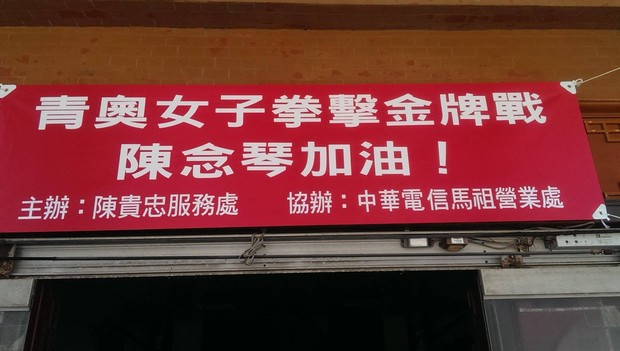 青奧女子拳擊金牌戰
陳念琴加油！
主辦：陳貴忠服務處 協辦：中華電信馬祖營業處